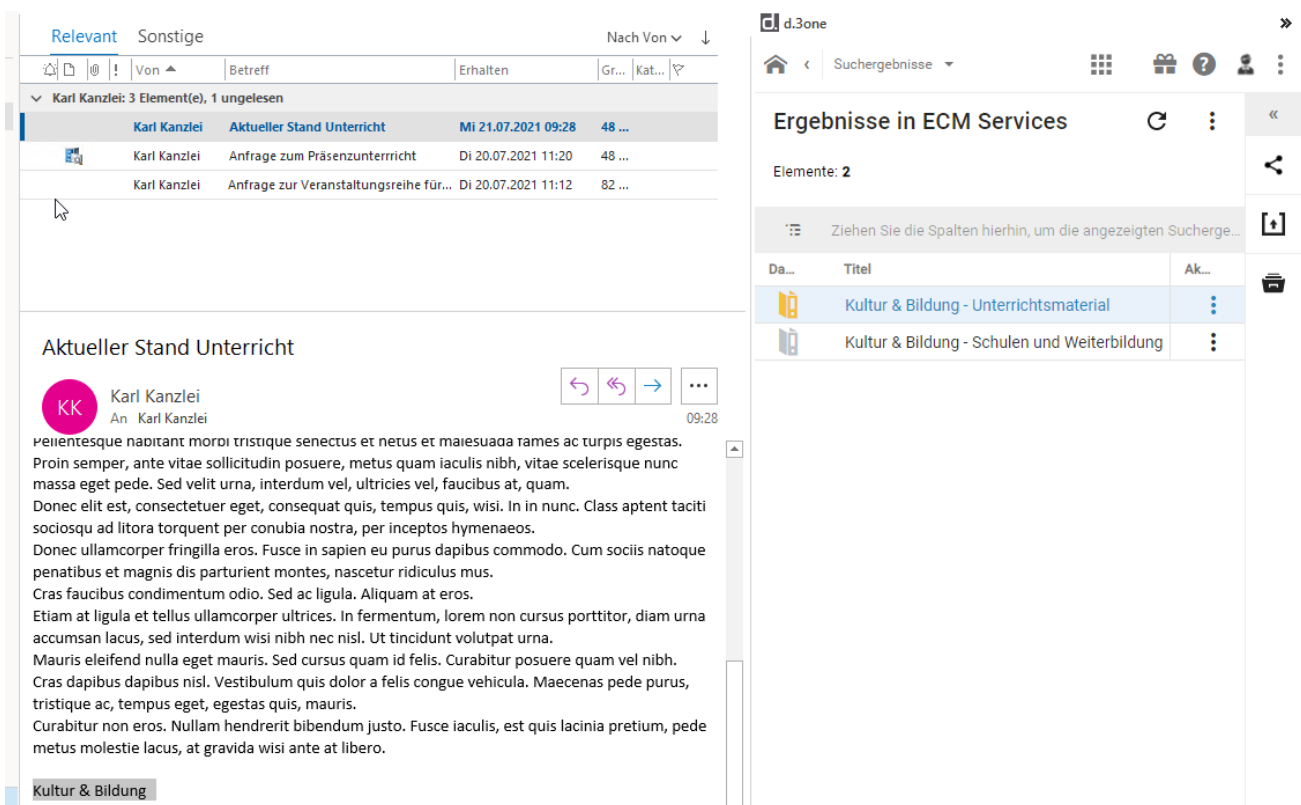 Relevant Sonstige Nach Von ↓
! Von Betreff Erhalten Gr... Kat...
Karl Kanzlei: 3 Element(e), 1 ungelesen
Karl Kanzlei Aktueller Stand Unterricht Mi 21.07.2021 09:28 48 ...
Karl Kanzlei Anfrage zum Präsenzunterrricht Di 20.07.2021 11:20 48 ...
Karl Kanzlei Anfrage zur Veranstaltungsreihe für... Di 20.07.2021 11:12 82 ...
Aktueller Stand Unterricht
KK
Karl Kanzlei
An Karl Kanzlei
09:28
Pellentesque habitant morbi tristique senectus et netus et malesuada fames ac turpis egestas.
Proin semper, ante vitae sollicitudin posuere, metus quam iaculis nibh, vitae scelerisque nunc
massa eget pede. Sed velit urna, interdum vel, ultricies vel, faucibus at, quam.
Donec elit est, consectetuer eget, consequat quis, tempus quis, wisi. In in nunc. Class aptent taciti
sociosqu ad litora torquent per conubia nostra, per inceptos hymenaeos.
Donec ullamcorper fringilla eros. Fusce in sapien eu purus dapibus commodo. Cum sociis natoque
penatibus et magnis dis parturient montes, nascetur ridiculus mus.
Cras faucibus condimentum odio. Sed ac ligula. Aliquam at eros.
Etiam at ligula et tellus ullamcorper ultrices. In fermentum, lorem non cursus porttitor, diam urna
accumsan lacus, sed interdum wisi nibh nec nisl. Ut tincidunt volutpat urna.
Mauris eleifend nulla eget mauris. Sed cursus quam id felis. Curabitur posuere quam vel nibh.
Cras dapibus dapibus nisl. Vestibulum quis dolor a felis congue vehicula. Maecenas pede purus,
tristique ac, tempus eget, egestas quis, mauris.
Curabitur non eros. Nullam hendrerit bibendum justo. Fusce iaculis, est quis lacinia pretium, pede
metus molestie lacus, at gravida wisi ante at libero.
Kultur & Bildung
d. d.3one »
Suchergebnisse
Ergebnisse in ECM Services
Elemente: 2
Ziehen Sie die Spalten hierhin, um die angezeigten Sucherge...
Da... Titel Ak...
Kultur & Bildung - Unterrichtsmaterial
Kultur & Bildung - Schulen und Weiterbildung